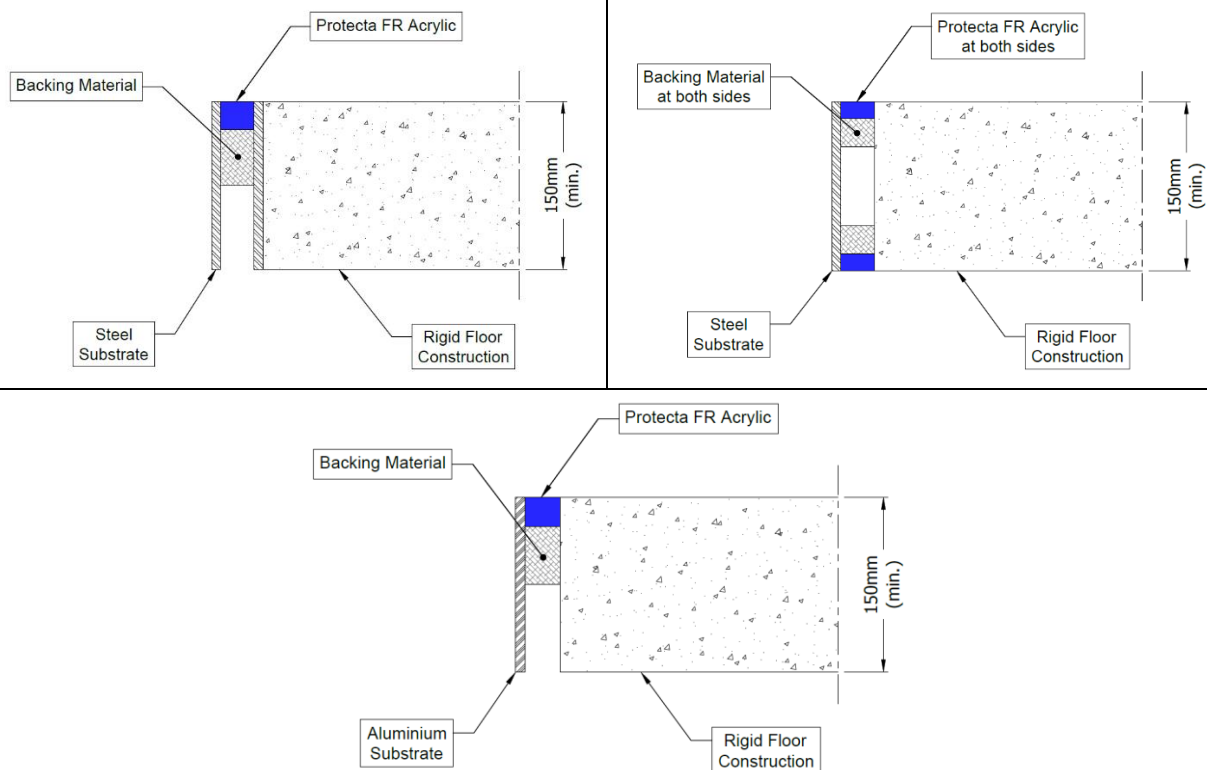 Protecta FR Acrylic
Backing Material
150mm
(min.)
Steel
Substrate
Rigid Floor
Construction
Protecta FR Acrylic
at both sides
Backing Material
at both sides
150mm
(min.)
Steel
Substrate
Rigid Floor
Construction
Protecta FR Acrylic
Backing Material
150mm
(min.)
Aluminium
Substrate
Rigid Floor
Construction